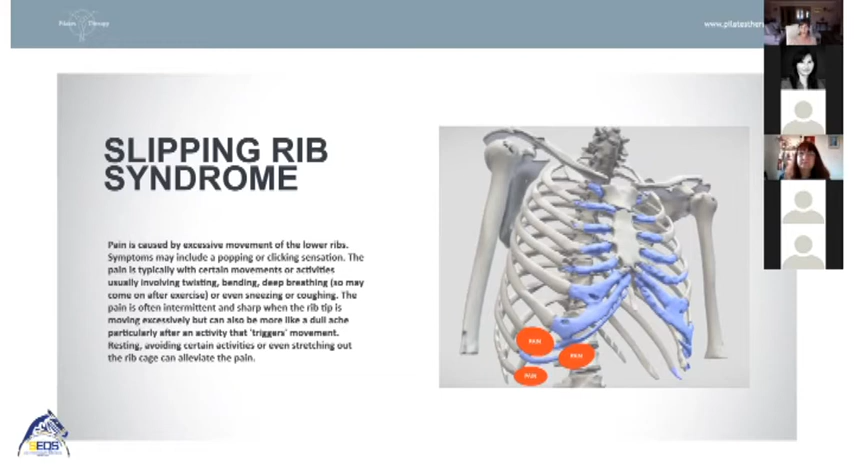 Pilates Therapy
www.pilatesther
SLIPPING RIB
SYNDROME
Pain is caused by excessive movement of the lower ribs.
Symptoms may include a popping or clicking sensation. The
pain is typically with certain movements or activities
usually involving twisting, bending, deep breathing (so may
come on after exercise) or even sneezing or coughing. The
pain is often intermittent and sharp when the rib tip is
moving excessively but can also be more like a dull ache
particularly after an activity that 'triggers' movement.
Resting, avoiding certain activities or even stretching out
the rib cage can alleviate the pain.
PAIN
PAIN
PAIN
SEDS